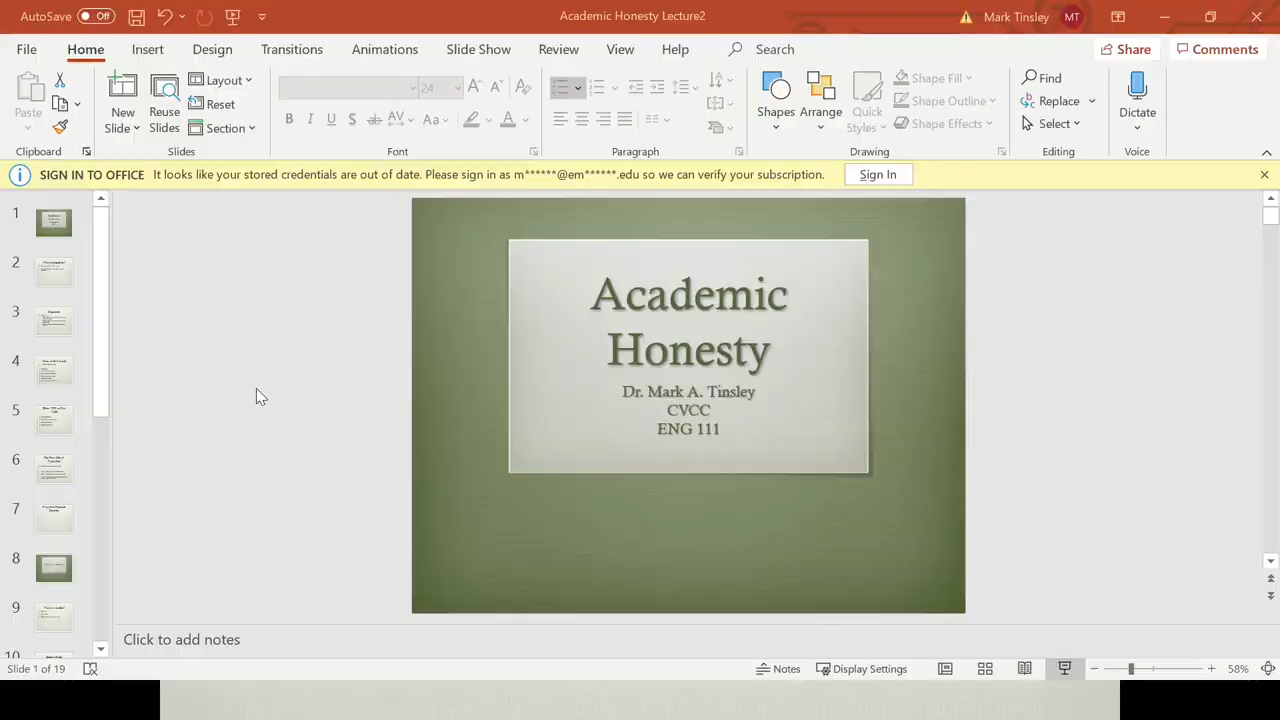 AutoSave Off Academic Honesty Lecture2 Mark Tinsley MT
File Home Insert Design Transitions Animations Slide Show Review View Help Search Share Comments
Paste
Clipboard
New
Slide
Reuse
Slides
Layout
Reset
Section
Slides
24
B I U S ab AV Aa A
Font
Paragraph
Shapes
Arrange
Quick
Styles
Shape Fill
Shape Outline
Shape Effects
Drawing
Find
Replace
Select
Editing
Dictate
Voice
SIGN IN TO OFFICE It looks like your stored credentials are out of date. Please sign in as m******@em******.edu so we can verify your subscription. Sign In
1
2
3
4
5
6
7
8
9
10
Academic
Honesty
Dr. Mark A. Tinsley
CVCC
ENG 111
Click to add notes
Slide 1 of 19 Notes Display Settings 58%